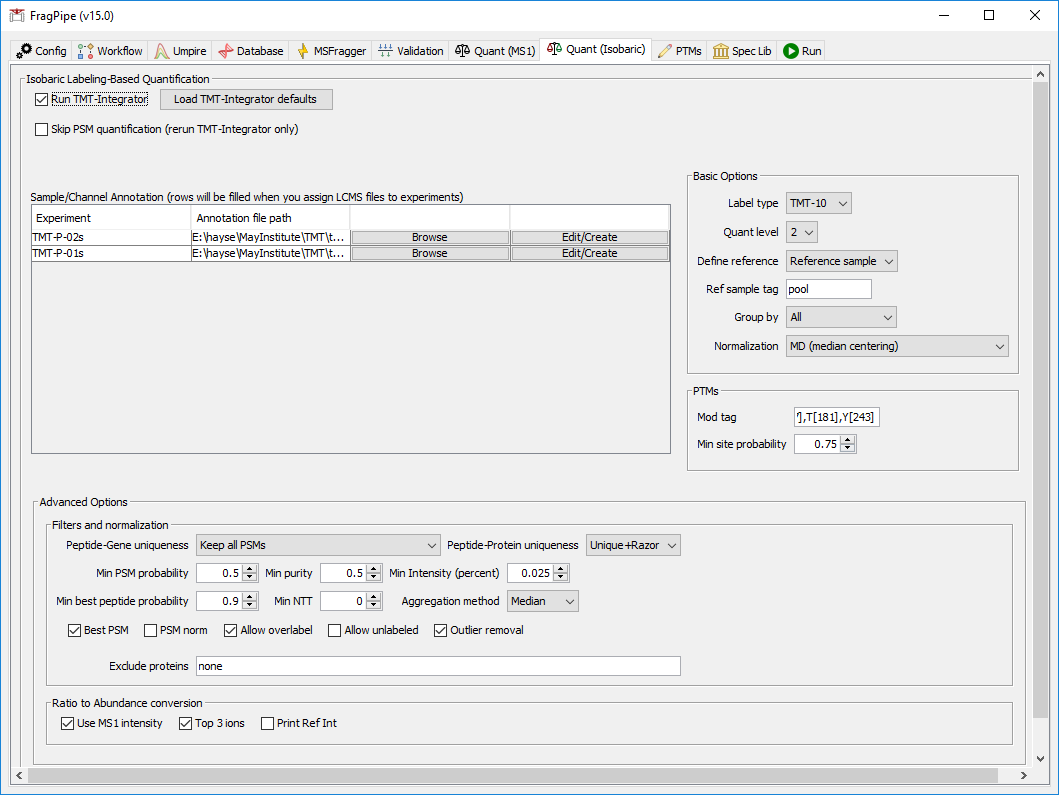 FragPipe (v15.0)
Config Workflow Umpire Database MSFragger Validation Quant (MS1) Quant (Isobaric) PTMs Spec Lib Run
Isobaric Labeling-Based Quantification
Run TMT-Integrator Load TMT-Integrator defaults
Skip PSM quantification (rerun TMT-Integrator only)
Sample/Channel Annotation (rows will be filled when you assign LCMS files to experiments)
Experiment Annotation file path
TMT-P-02s E:\hayse\MayInstitute\TMT\t... Browse Edit/Create
TMT-P-01s E:\hayse\MayInstitute\TMT\t... Browse Edit/Create
Basic Options
Label type TMT-10
Quant level 2
Define reference Reference sample
Ref sample tag pool
Group by All
Normalization MD (median centering)
PTMs
Mod tag ],T[181],Y[243]
Min site probability 0.75
Advanced Options
Filters and normalization
Peptide-Gene uniqueness Keep all PSMs Peptide-Protein uniqueness Unique+Razor
Min PSM probability 0.5 Min purity 0.5 Min Intensity (percent) 0.025
Min best peptide probability 0.9 Min NTT 0 Aggregation method Median
Best PSM PSM norm Allow overlabel Allow unlabeled Outlier removal
Exclude proteins none
Ratio to Abundance conversion
Use MS1 intensity Top 3 ions Print Ref Int